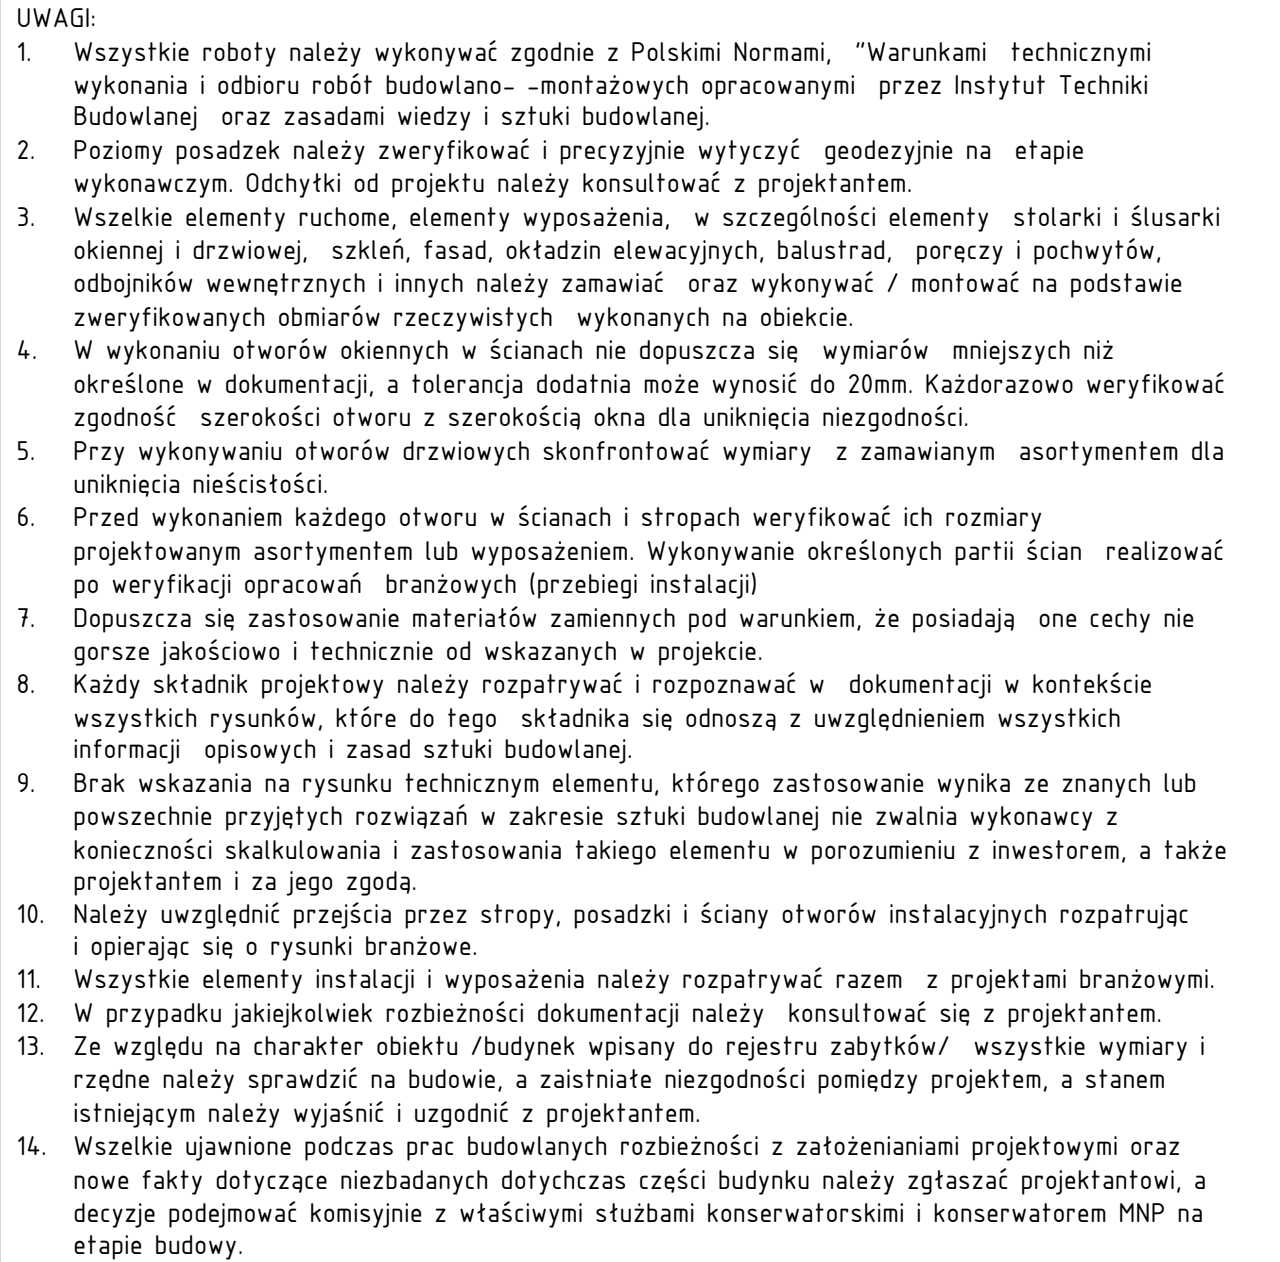 UWAGI:
1. Wszystkie roboty należy wykonywać zgodnie z Polskimi Normami, "Warunkami technicznymi
wykonania i odbioru robót budowlano- -montażowych opracowanymi przez Instytut Techniki
Budowlanej oraz zasadami wiedzy i sztuki budowlanej.
2. Poziomy posadzek należy zweryfikować i precyzyjnie wytyczyć geodezyjnie na etapie
wykonawczym. Odchyłki od projektu należy konsultować z projektantem.
3. Wszelkie elementy ruchome, elementy wyposażenia, w szczególności elementy stolarki i ślusarki
okiennej i drzwiowej, szkleń, fasad, okładzin elewacyjnych, balustrad, poręczy i pochwytów,
odbojników wewnętrznych i innych należy zamawiać oraz wykonywać / montować na podstawie
zweryfikowanych obmiarów rzeczywistych wykonanych na obiekcie.
4. W wykonaniu otworów okiennych w ścianach nie dopuszcza się wymiarów mniejszych niż
określone w dokumentacji, a tolerancja dodatnia może wynosić do 20mm. Każdorazowo weryfikować
zgodność szerokości otworu z szerokością okna dla uniknięcia niezgodności.
5. Przy wykonywaniu otworów drzwiowych skonfrontować wymiary z zamawianym asortymentem dla
uniknięcia nieścisłości.
6. Przed wykonaniem każdego otworu w ścianach i stropach weryfikować ich rozmiary
projektowanym asortymentem lub wyposażeniem. Wykonywanie określonych partii ścian realizować
po weryfikacji opracowań branżowych (przebiegi instalacji)
7. Dopuszcza się zastosowanie materiałów zamiennych pod warunkiem, że posiadają one cechy nie
gorsze jakościowo i technicznie od wskazanych w projekcie.
8. Każdy składnik projektowy należy rozpatrywać i rozpoznawać w dokumentacji w kontekście
wszystkich rysunków, które do tego składnika się odnoszą z uwzględnieniem wszystkich
informacji opisowych i zasad sztuki budowlanej.
9. Brak wskazania na rysunku technicznym elementu, którego zastosowanie wynika ze znanych lub
powszechnie przyjętych rozwiązań w zakresie sztuki budowlanej nie zwalnia wykonawcy z
konieczności skalkulowania i zastosowania takiego elementu w porozumieniu z inwestorem, a także
projektantem i za jego zgodą.
10. Należy uwzględnić przejścia przez stropy, posadzki i ściany otworów instalacyjnych rozpatrując
i opierając się o rysunki branżowe.
11. Wszystkie elementy instalacji i wyposażenia należy rozpatrywać razem z projektami branżowymi.
12. W przypadku jakiejkolwiek rozbieżności dokumentacji należy konsultować się z projektantem.
13. Ze względu na charakter obiektu /budynek wpisany do rejestru zabytków/ wszystkie wymiary i
rzędne należy sprawdzić na budowie, a zaistniałe niezgodności pomiędzy projektem, a stanem
istniejącym należy wyjaśnić i uzgodnić z projektantem.
14. Wszelkie ujawnione podczas prac budowlanych rozbieżności z założenianiami projektowymi oraz
nowe fakty dotyczące niezbadanych dotychczas części budynku należy zgłaszać projektantowi, a
decyzje podejmować komisyjnie z właściwymi służbami konserwatorskimi i konserwatorem MNP na
etapie budowy.